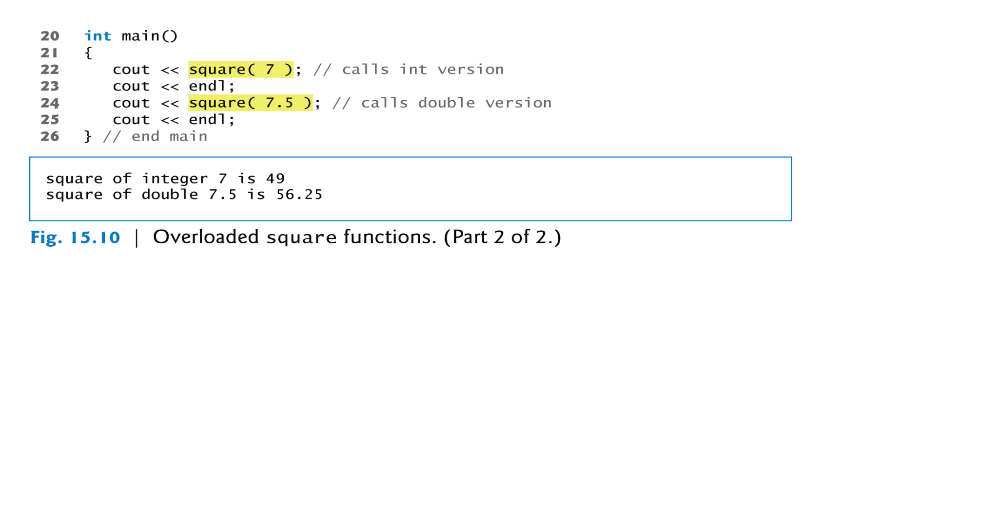 20 int main()
21 {
22 cout << square( 7 ); // calls int version
23 cout << endl;
24 cout << square( 7.5 ); // calls double version
25 cout << endl;
26 } // end main
square of integer 7 is 49
square of double 7.5 is 56.25
Fig. 15.10 | Overloaded square functions. (Part 2 of 2.)